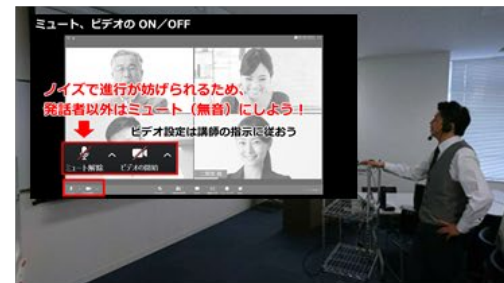 ミュート、ビデオの ON／OFF
ノイズで進行が妨げられるため、
発話者以外はミュート（無音）にしよう！
ビデオ設定は講師の指示に従おう
ミュート解除
ビデオの開始